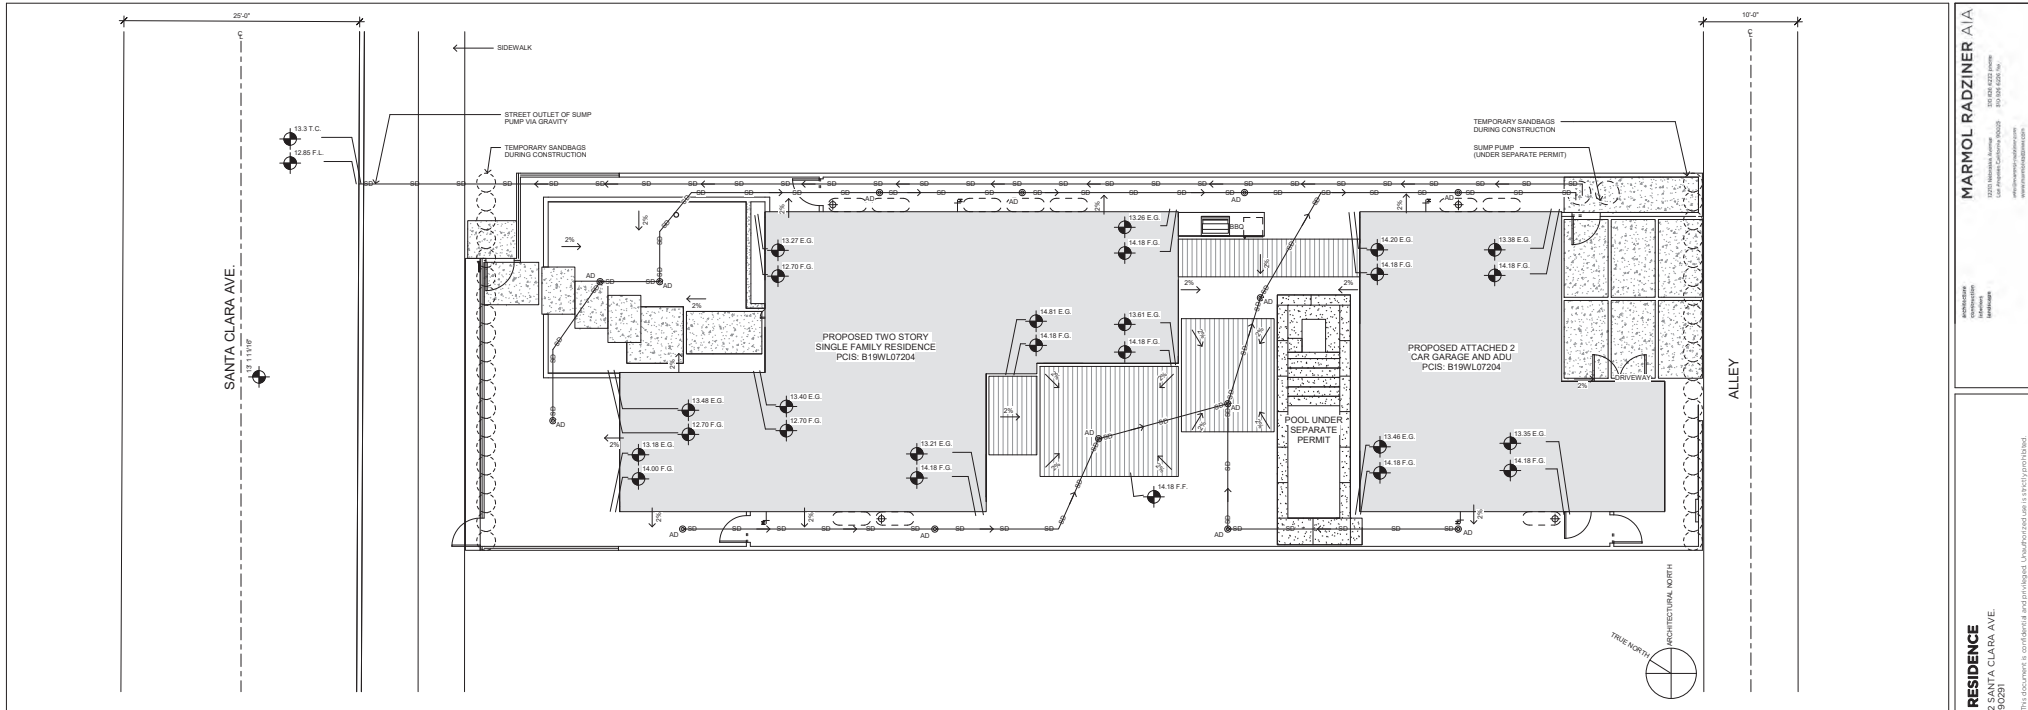 25'-0"
10'-0"
SIDEWALK
STREET OUTLET OF SUMP
PUMP VIA GRAVITY
TEMPORARY SANDBAGS
DURING CONSTRUCTION
TEMPORARY SANDBAGS
DURING CONSTRUCTION
SUMP PUMP
(UNDER SEPARATE PERMIT)
13.3 T.C.
12.85 F.L.
SANTA CLARA AVE.
13.27 E.G.
12.70 F.G.
13.26 E.G.
14.18 F.G.
BBQ
14.20 E.G.
14.18 F.G.
13.38 E.G.
14.18 F.G.
14.81 E.G.
14.18 F.G.
13.61 E.G.
14.18 F.G.
PROPOSED TWO STORY
SINGLE FAMILY RESIDENCE
PCIS: B19WL07204
PROPOSED ATTACHED 2
CAR GARAGE AND ADU
PCIS: B19WL07204
DRIVEWAY
ALLEY
13.48 E.G.
12.70 F.G.
13.40 E.G.
12.70 F.G.
POOL UNDER
SEPARATE
PERMIT
13.18 E.G.
14.00 F.G.
13.21 E.G.
14.18 F.G.
13.46 E.G.
14.18 F.G.
13.35 E.G.
14.18 F.G.
14.18 F.F.
SD
AD
2%
TRUE NORTH
ARCHITECTURAL NORTH
MARMOL RADZINER AIA
architecture
construction
interiors
landscape
RESIDENCE
2 SANTA CLARA AVE.
90291
This document is confidential and privileged. Unauthorized use is strictly prohibited.